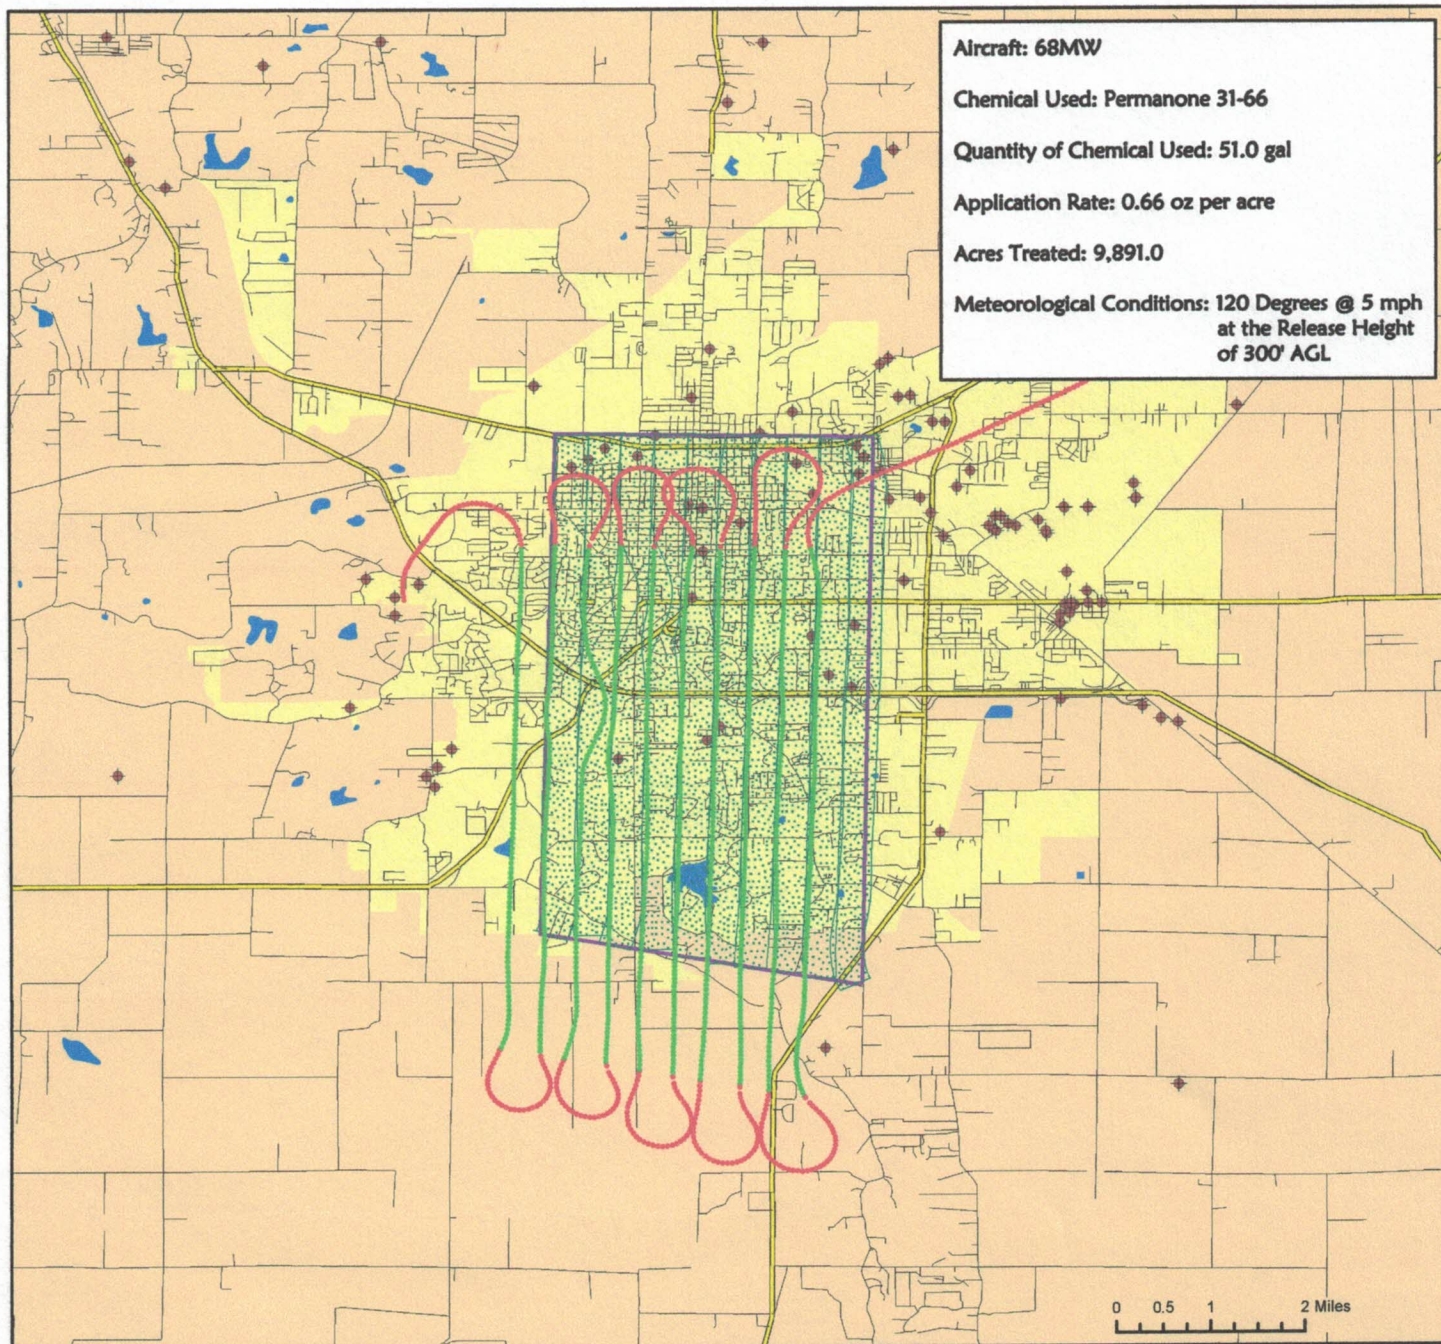 Aircraft: 68MW
Chemical Used: Permanone 31-66
Quantity of Chemical Used: 51.0 gal
Application Rate: 0.66 oz per acre
Acres Treated: 9,891.0
Meteorological Conditions: 120 Degrees @ 5 mph
at the Release Height
of 300' AGL
0 0.5 1 2 Miles